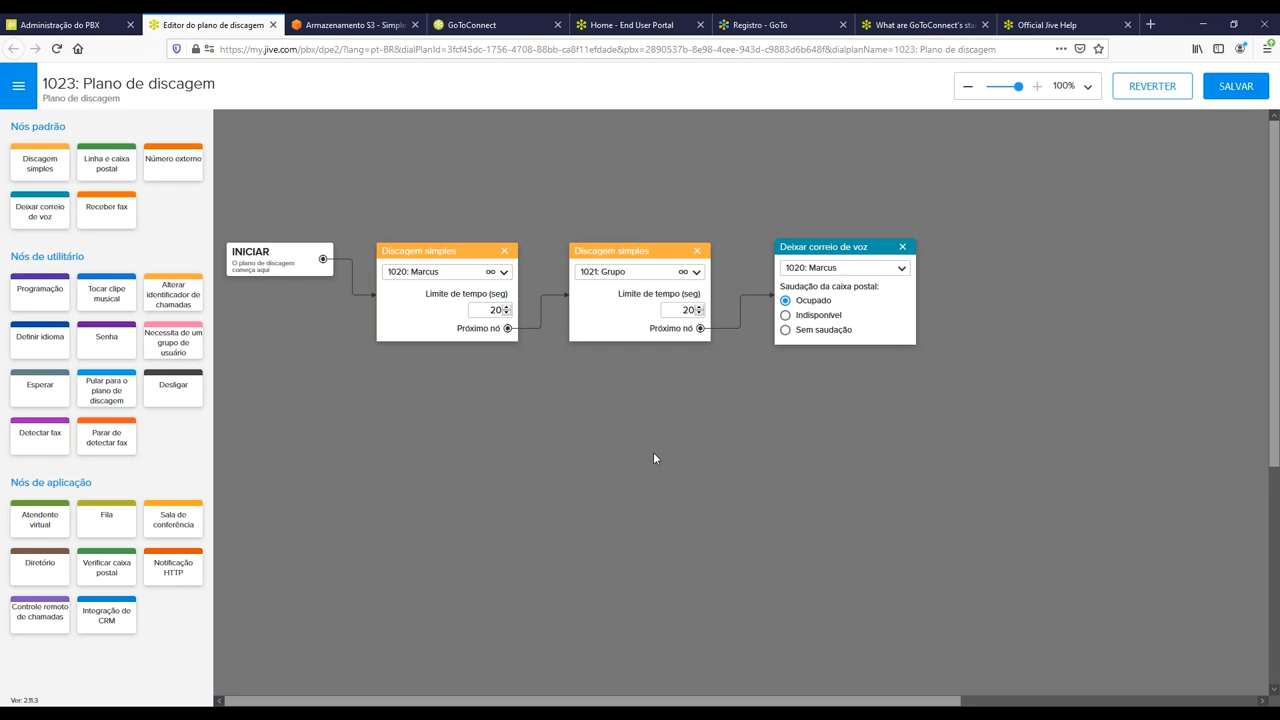 Administração do PBX
Editor do plano de discagem
Armazenamento S3 - Simple
GoToConnect
Home - End User Portal
Registro - GoTo
What are GoToConnect's sta
Official Jive Help
https://my.jive.com/pbx/dpe2/?lang=pt-BR&dialPlanId=3fcf45dc-1756-4708-88bb-ca8f11efdade&pbx=2890537b-8e98-4cee-943d-c9883d6b648f&dialplanName=1023: Plano de discagem
1023: Plano de discagem
Plano de discagem
100%
REVERTER
SALVAR
Nós padrão
Discagem
simples
Linha e caixa
postal
Número externo
Deixar correio
de voz
Receber fax
Nós de utilitário
Programação
Tocar clipe
musical
Alterar
identificador de
chamadas
Definir idioma
Senha
Necessita de um
grupo de
usuário
Esperar
Pular para o
plano de
discagem
Desligar
Detectar fax
Parar de
detectar fax
Nós de aplicação
Atendente
virtual
Fila
Sala de
conferência
Diretório
Verificar caixa
postal
Notificação
HTTP
Controle remoto
de chamadas
Integração de
CRM
Ver: 2.11.3
INICIAR
O plano de discagem
começa aqui
Discagem simples
1020: Marcus
Limite de tempo (seg)
20
Próximo nó
Discagem simples
1021: Grupo
Limite de tempo (seg)
20
Próximo nó
Deixar correio de voz
1020: Marcus
Saudação da caixa postal:
Ocupado
Indisponível
Sem saudação